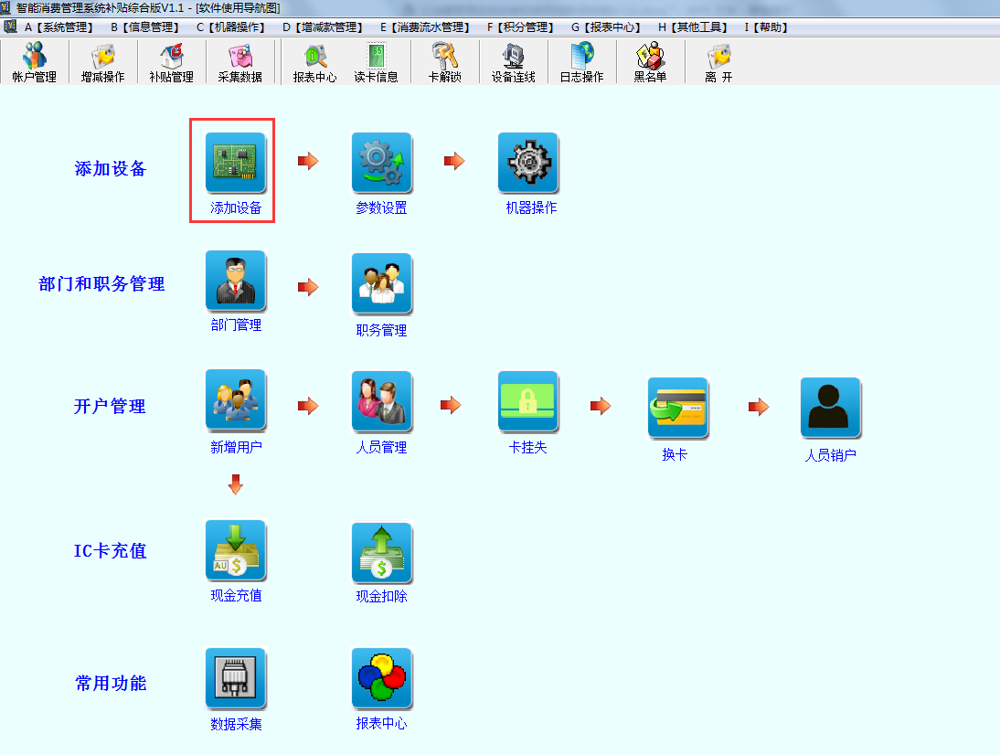 智能消费管理系统补贴综合版V1.1 - [软件使用导航图]
A【系统管理】 B【信息管理】 C【机器操作】 D【增减款管理】 E【消费流水管理】 F【积分管理】 G【报表中心】 H【其他工具】 I【帮助】
帐户管理 增减操作 补贴管理 采集数据 报表中心 读卡信息 卡解锁 设备连线 日志操作 黑名单 离 开
添加设备
添加设备 参数设置 机器操作
部门和职务管理
部门管理 职务管理
开户管理
新增用户 人员管理 卡挂失 换卡 人员销户
IC卡充值
AU $ $
现金充值 现金扣除
常用功能
数据采集 报表中心